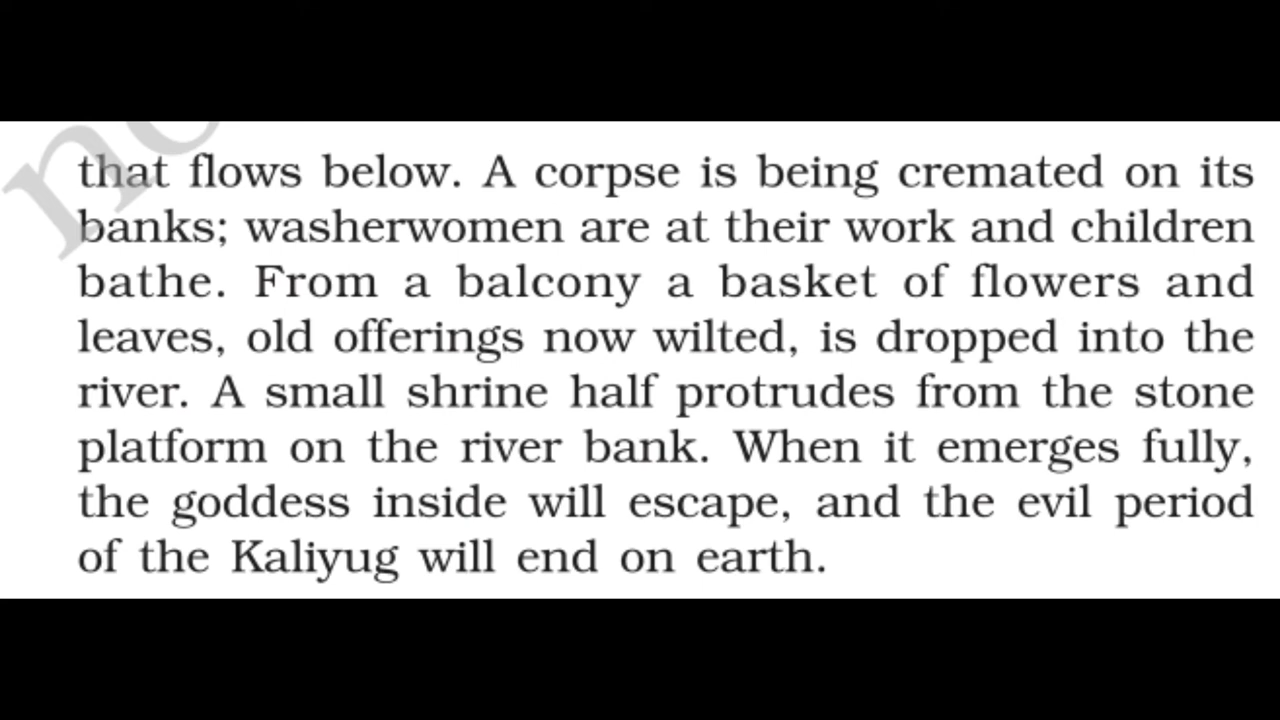 that flows below. A corpse is being cremated on its
banks; washerwomen are at their work and children
bathe. From a balcony a basket of flowers and
leaves, old offerings now wilted, is dropped into the
river. A small shrine half protrudes from the stone
platform on the river bank. When it emerges fully,
the goddess inside will escape, and the evil period
of the Kaliyug will end on earth.